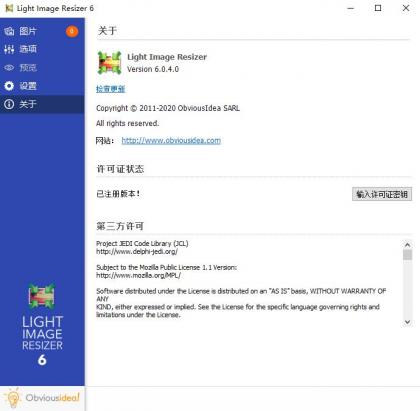 Light Image Resizer 6
图片
0
选项
预览
设置
关于
关于
Light Image Resizer
Version 6.0.4.0
检查更新
Copyright © 2011-2020 ObviousIdea SARL
All rights reserved.
网站： http://www.obviousidea.com
许可证状态
已注册版本！
输入许可证密钥
第三方许可
Project JEDI Code Library (JCL)
http://www.delphi-jedi.org/
Subject to the Mozilla Public License 1.1 Version:
http://www.mozilla.org/MPL/
Software distributed under the License is distributed on an "AS IS" basis, WITHOUT WARRANTY OF
ANY
KIND, either expressed or implied. See the License for the specific language governing rights and
limitations under the License.
LIGHT
IMAGE
RESIZER
6
Obviousidea!